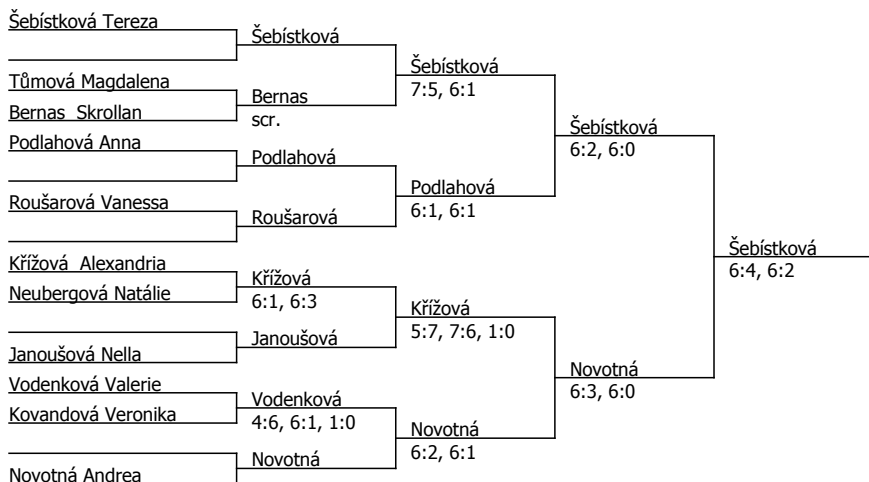 Šebístková Tereza
Šebístková
Tůmová Magdalena
Šebístková
7:5, 6:1
Bernas Skrollan
Bernas
scr.
Podlahová Anna
Šebístková
6:2, 6:0
Podlahová
Roušarová Vanessa
Podlahová
6:1, 6:1
Roušarová
Šebístková
6:4, 6:2
Křížová Alexandria
Křížová
6:1, 6:3
Neubergová Natálie
Křížová
5:7, 7:6, 1:0
Janoušová
Janoušová Nella
Novotná
6:3, 6:0
Vodenková Valerie
Vodenková
4:6, 6:1, 1:0
Kovandová Veronika
Novotná
6:2, 6:1
Novotná
Novotná Andrea